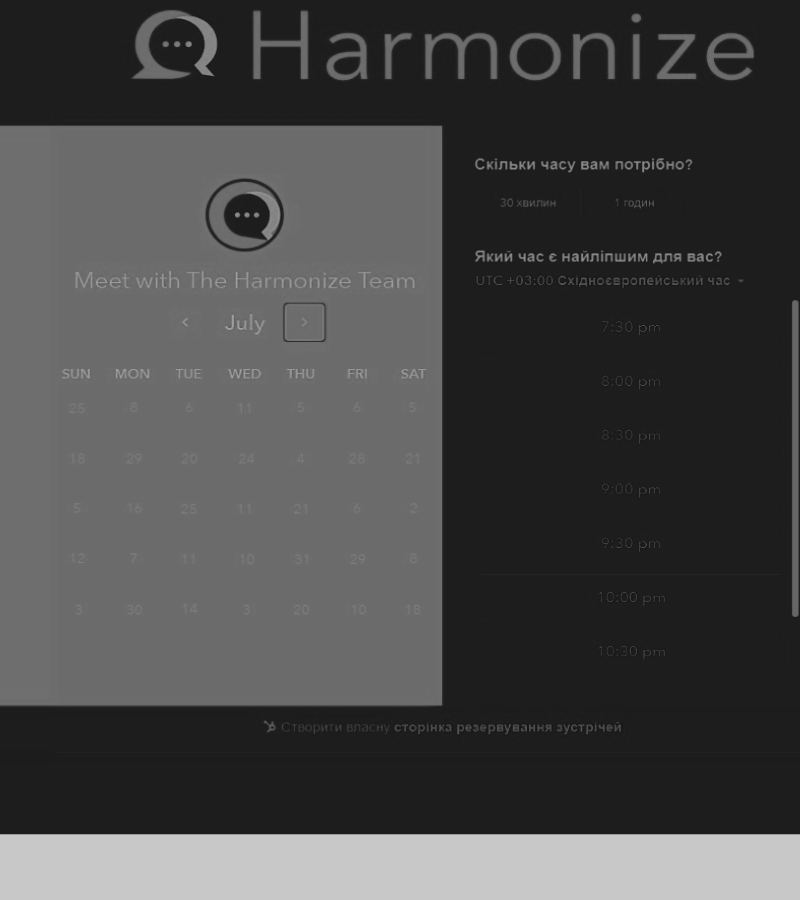 Harmonize
Meet with The Harmonize Team
July
SUN MON TUE WED THU FRI SAT
25 8 6 11 5 6 5
18 29 20 24 4 28 21
5 16 25 11 21 6 2
12 7 11 10 31 29 8
3 30 14 3 20 10 18
Скільки часу вам потрібно?
30 хвилин 1 годин
Який час є найліпшим для вас?
UTC +03:00 Східноєвропейський час
7:30 pm
8:00 pm
8:30 pm
9:00 pm
9:30 pm
10:00 pm
10:30 pm
Створити власну сторінка резервування зустрічей